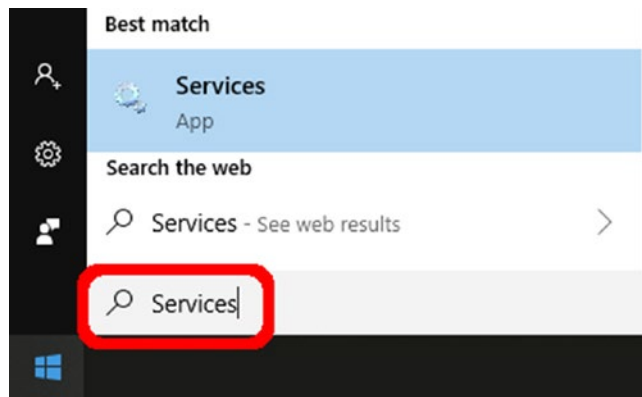 Best match
Services
App
Search the web
Services - See web results
Services